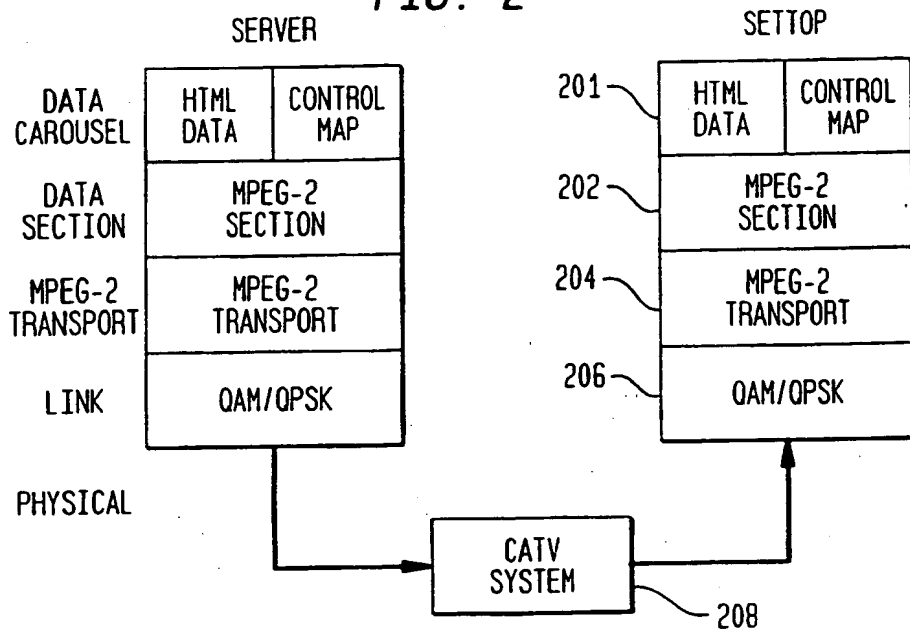 FIG. 2
SERVER
SETTOP
DATA
CAROUSEL
HTML
DATA
CONTROL
MAP
201
HTML
DATA
CONTROL
MAP
DATA
SECTION
MPEG-2
SECTION
202
MPEG-2
SECTION
MPEG-2
TRANSPORT
MPEG-2
TRANSPORT
204
MPEG-2
TRANSPORT
LINK
QAM/QPSK
206
QAM/QPSK
PHYSICAL
CATV
SYSTEM
208